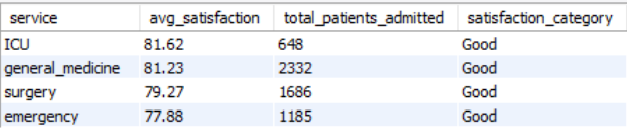 service avg_satisfaction total_patients_admitted satisfaction_category
ICU 81.62 648 Good
general_medicine 81.23 2332 Good
surgery 79.27 1686 Good
emergency 77.88 1185 Good